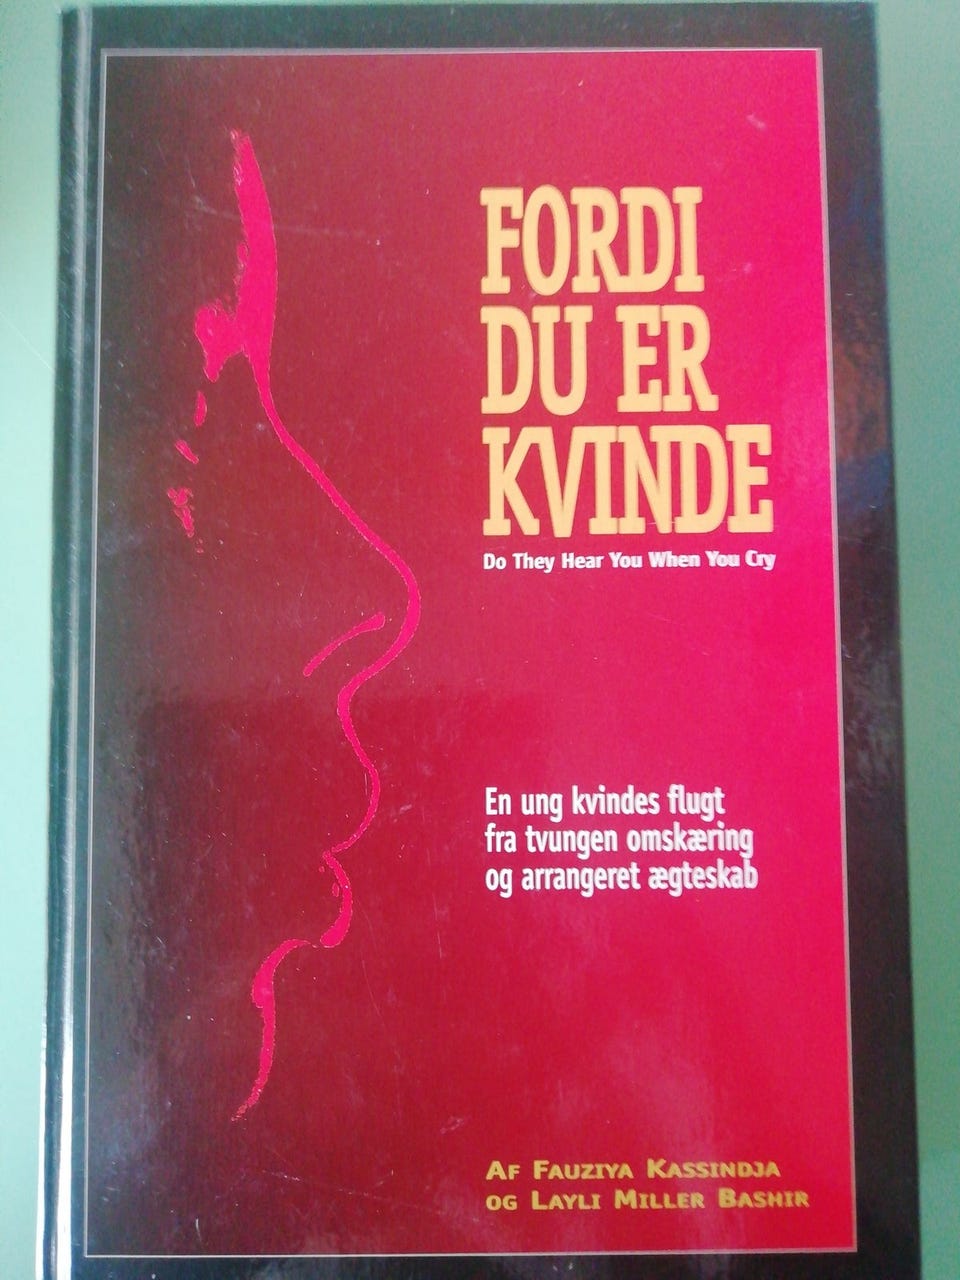 FORDI
DU ER
KVINDE
Do They Hear You When You Cry
En ung kvindes flugt
fra tvungen omskæring
og arrangeret ægteskab
AF FAUZIYA KASSINDJA
OG LAYLI MILLER BASHIR